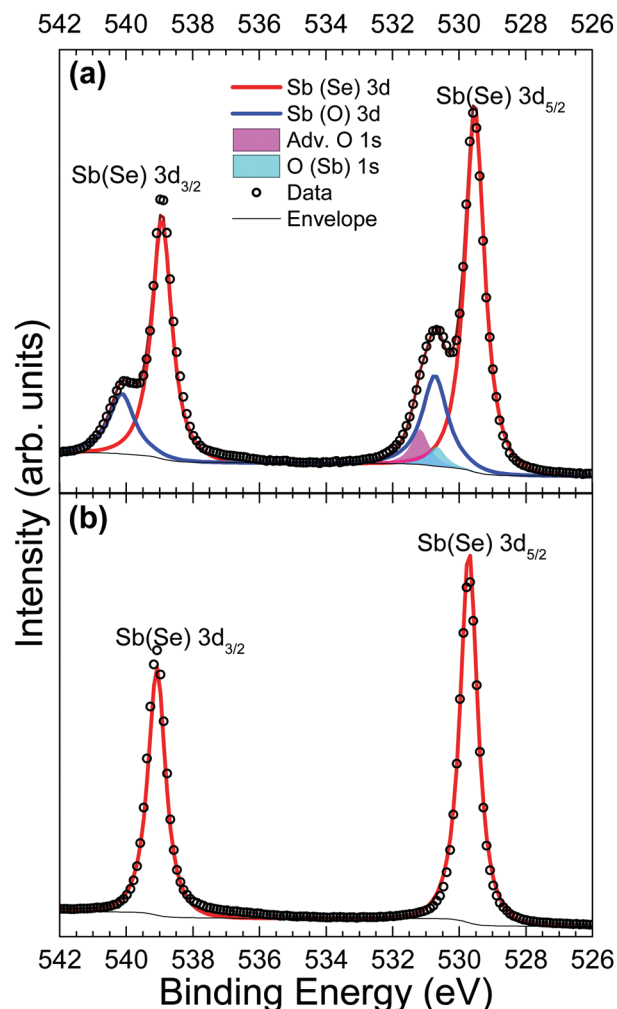 542 540 538 536 534 532 530 528 526
(a)
Sb (Se) 3d
Sb (O) 3d
Adv. O 1s
O (Sb) 1s
Data
Envelope
Sb(Se) 3d5/2
Sb(Se) 3d3/2
Intensity (arb. units)
(b)
Sb(Se) 3d5/2
Sb(Se) 3d3/2
542 540 538 536 534 532 530 528 526
Binding Energy (eV)